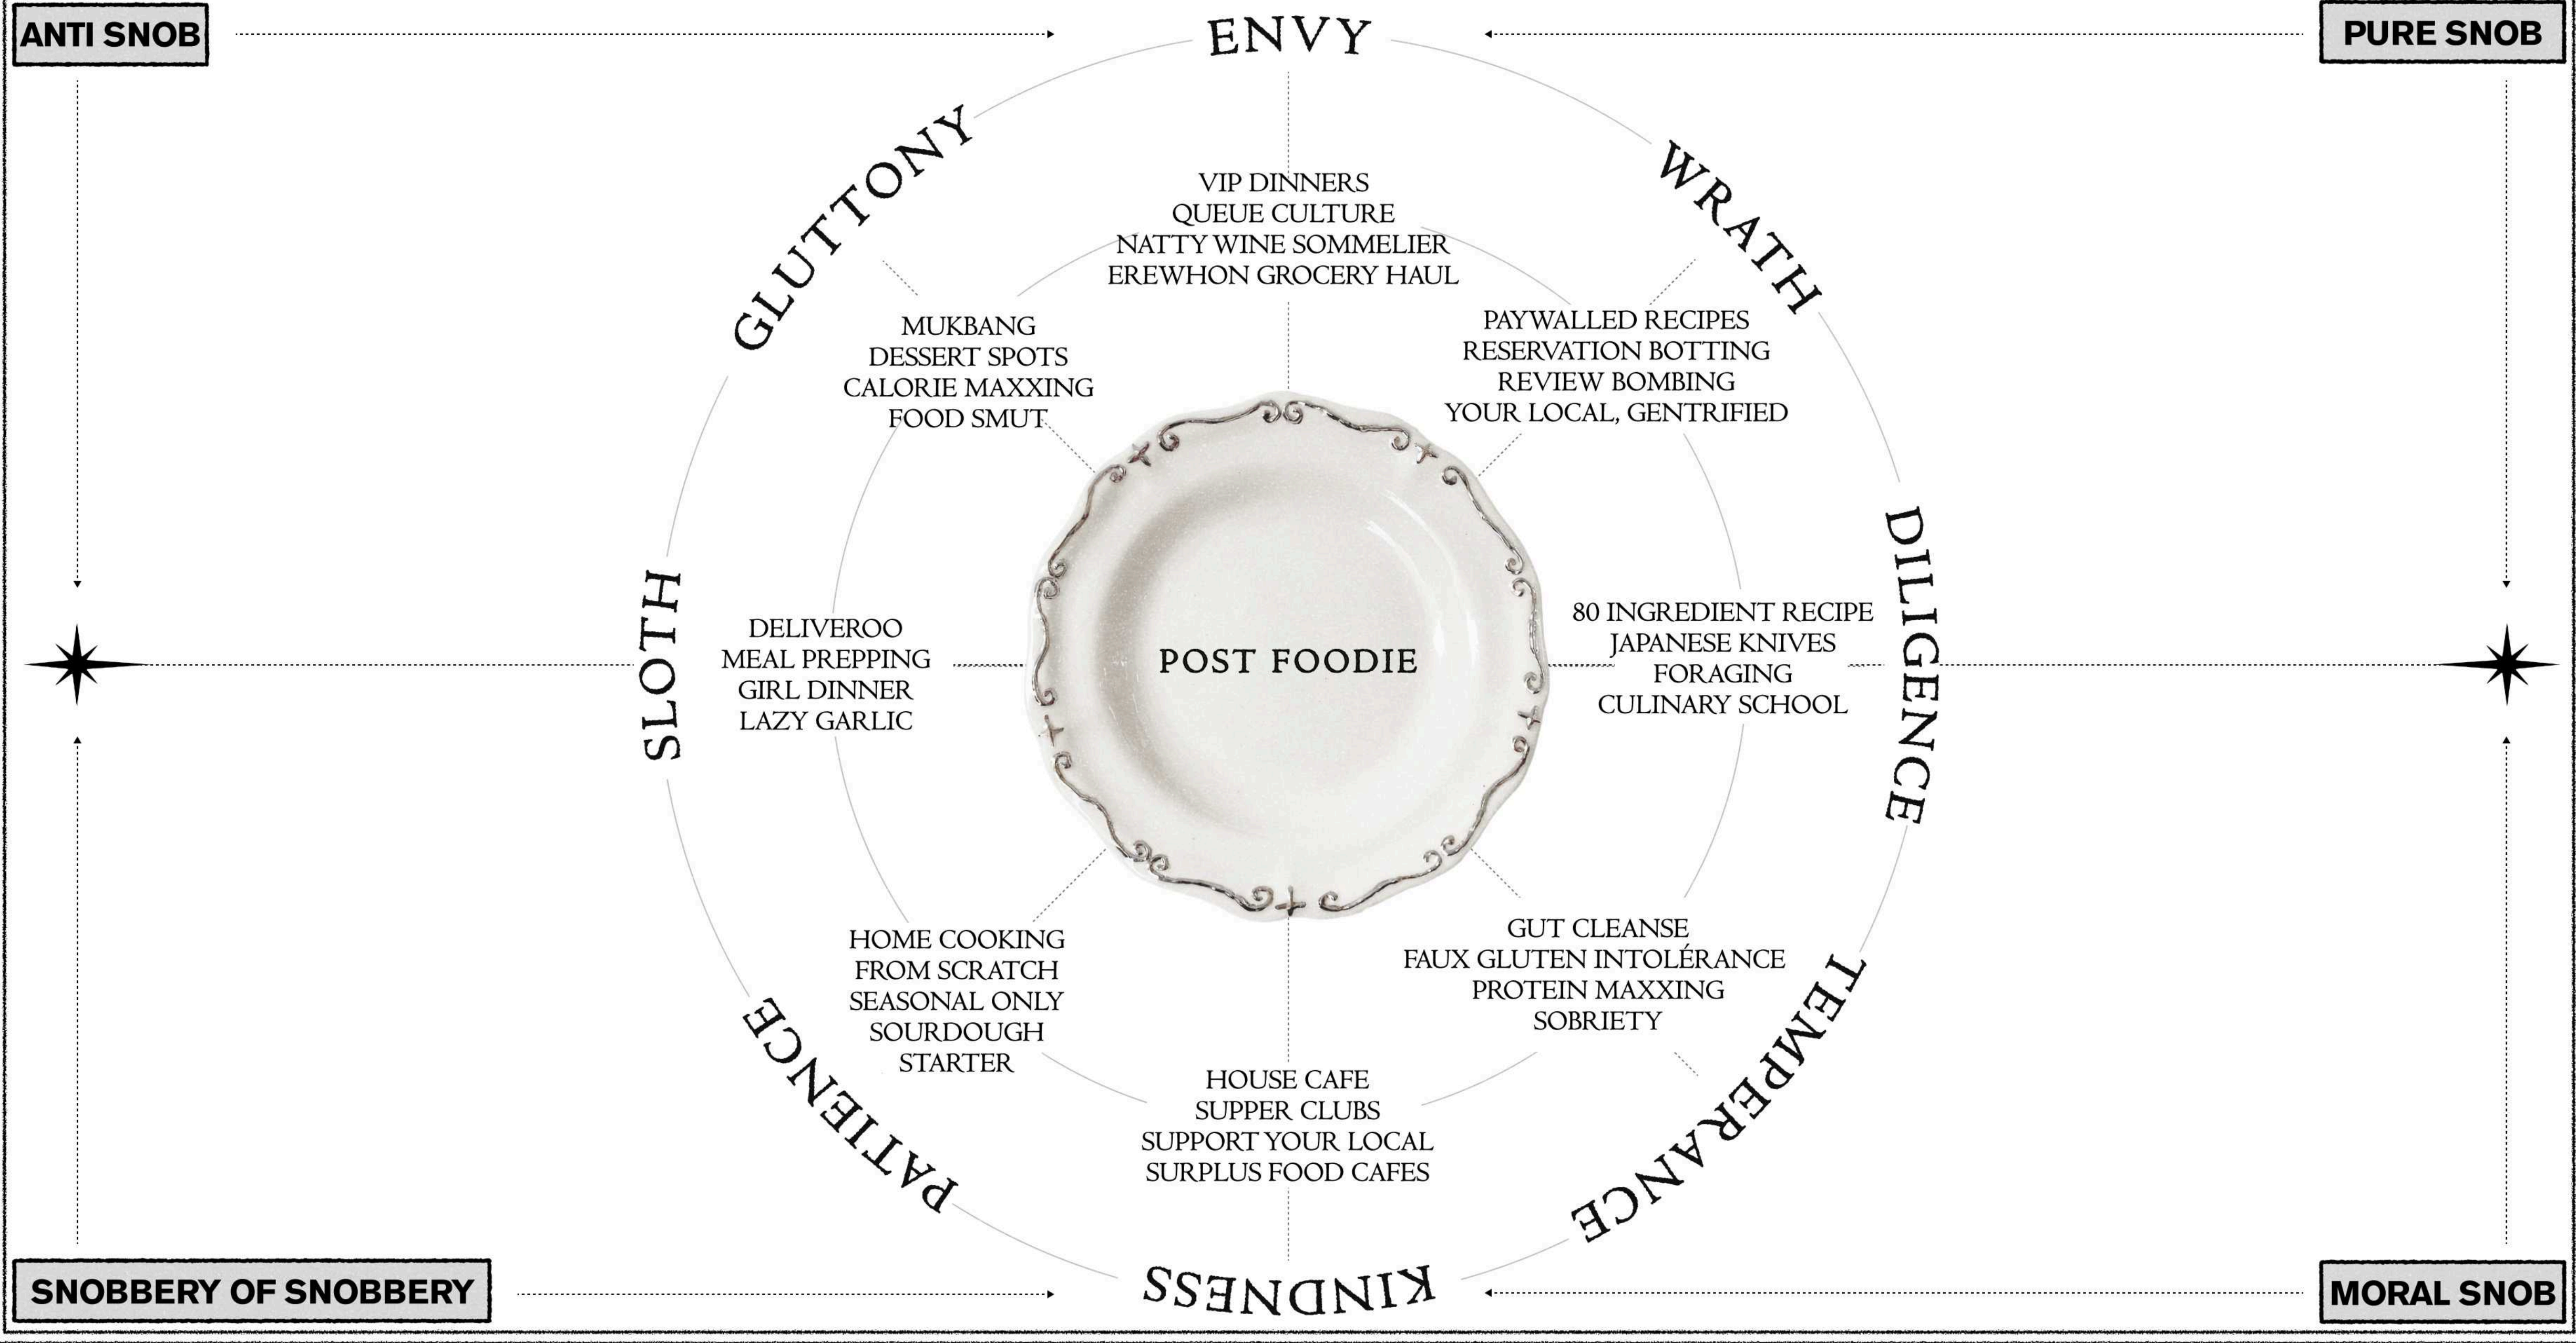 ANTI SNOB
ENVY
PURE SNOB
GLUTTONY
WRATH
VIP DINNERS
QUEUE CULTURE
NATTY WINE SOMMELIER
EREWHON GROCERY HAUL
MUKBANG
DESSERT SPOTS
CALORIE MAXXING
FOOD SMUT
PAYWALLED RECIPES
RESERVATION BOTTING
REVIEW BOMBING
YOUR LOCAL, GENTRIFIED
SLOTH
DELIVEROO
MEAL PREPPING
GIRL DINNER
LAZY GARLIC
POST FOODIE
80 INGREDIENT RECIPE
JAPANESE KNIVES
FORAGING
CULINARY SCHOOL
DILIGENCE
HOME COOKING
FROM SCRATCH
SEASONAL ONLY
SOURDOUGH
STARTER
GUT CLEANSE
FAUX GLUTEN INTOLÉRANCE
PROTEIN MAXXING
SOBRIETY
PATIENCE
TEMPERANCE
HOUSE CAFE
SUPPER CLUBS
SUPPORT YOUR LOCAL
SURPLUS FOOD CAFES
SNOBBERY OF SNOBBERY
KINDNESS
MORAL SNOB